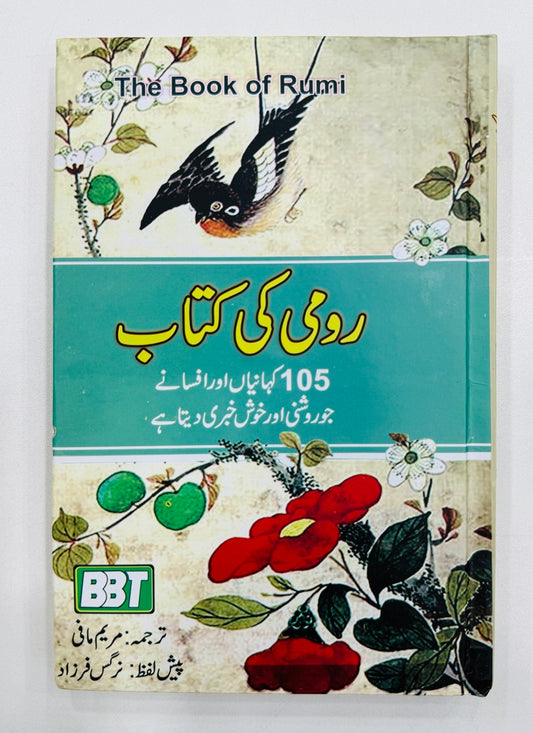 The Book of Rumi
رومی کی کتاب
105 کہانیاں اور افسانے
جو روشنی اور خوش خبری دیتا ہے
BBT
ترجمہ: مریم مافی
پیش لفظ: نرگس فرزاد